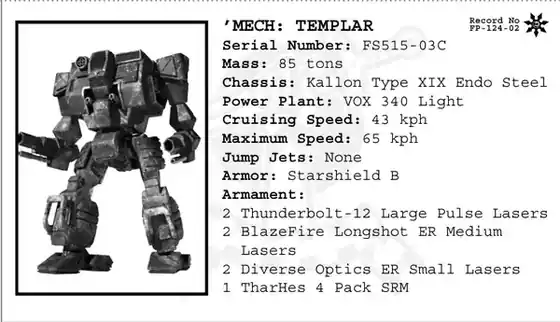 'MECH: TEMPLAR
Record No
FP-124-02
Serial Number: FS515-03C
Mass: 85 tons
Chassis: Kallon Type XIX Endo Steel
Power Plant: VOX 340 Light
Cruising Speed: 43 kph
Maximum Speed: 65 kph
Jump Jets: None
Armor: Starshield B
Armament:
2 Thunderbolt-12 Large Pulse Lasers
2 BlazeFire Longshot ER Medium
Lasers
2 Diverse Optics ER Small Lasers
1 TharHes 4 Pack SRM